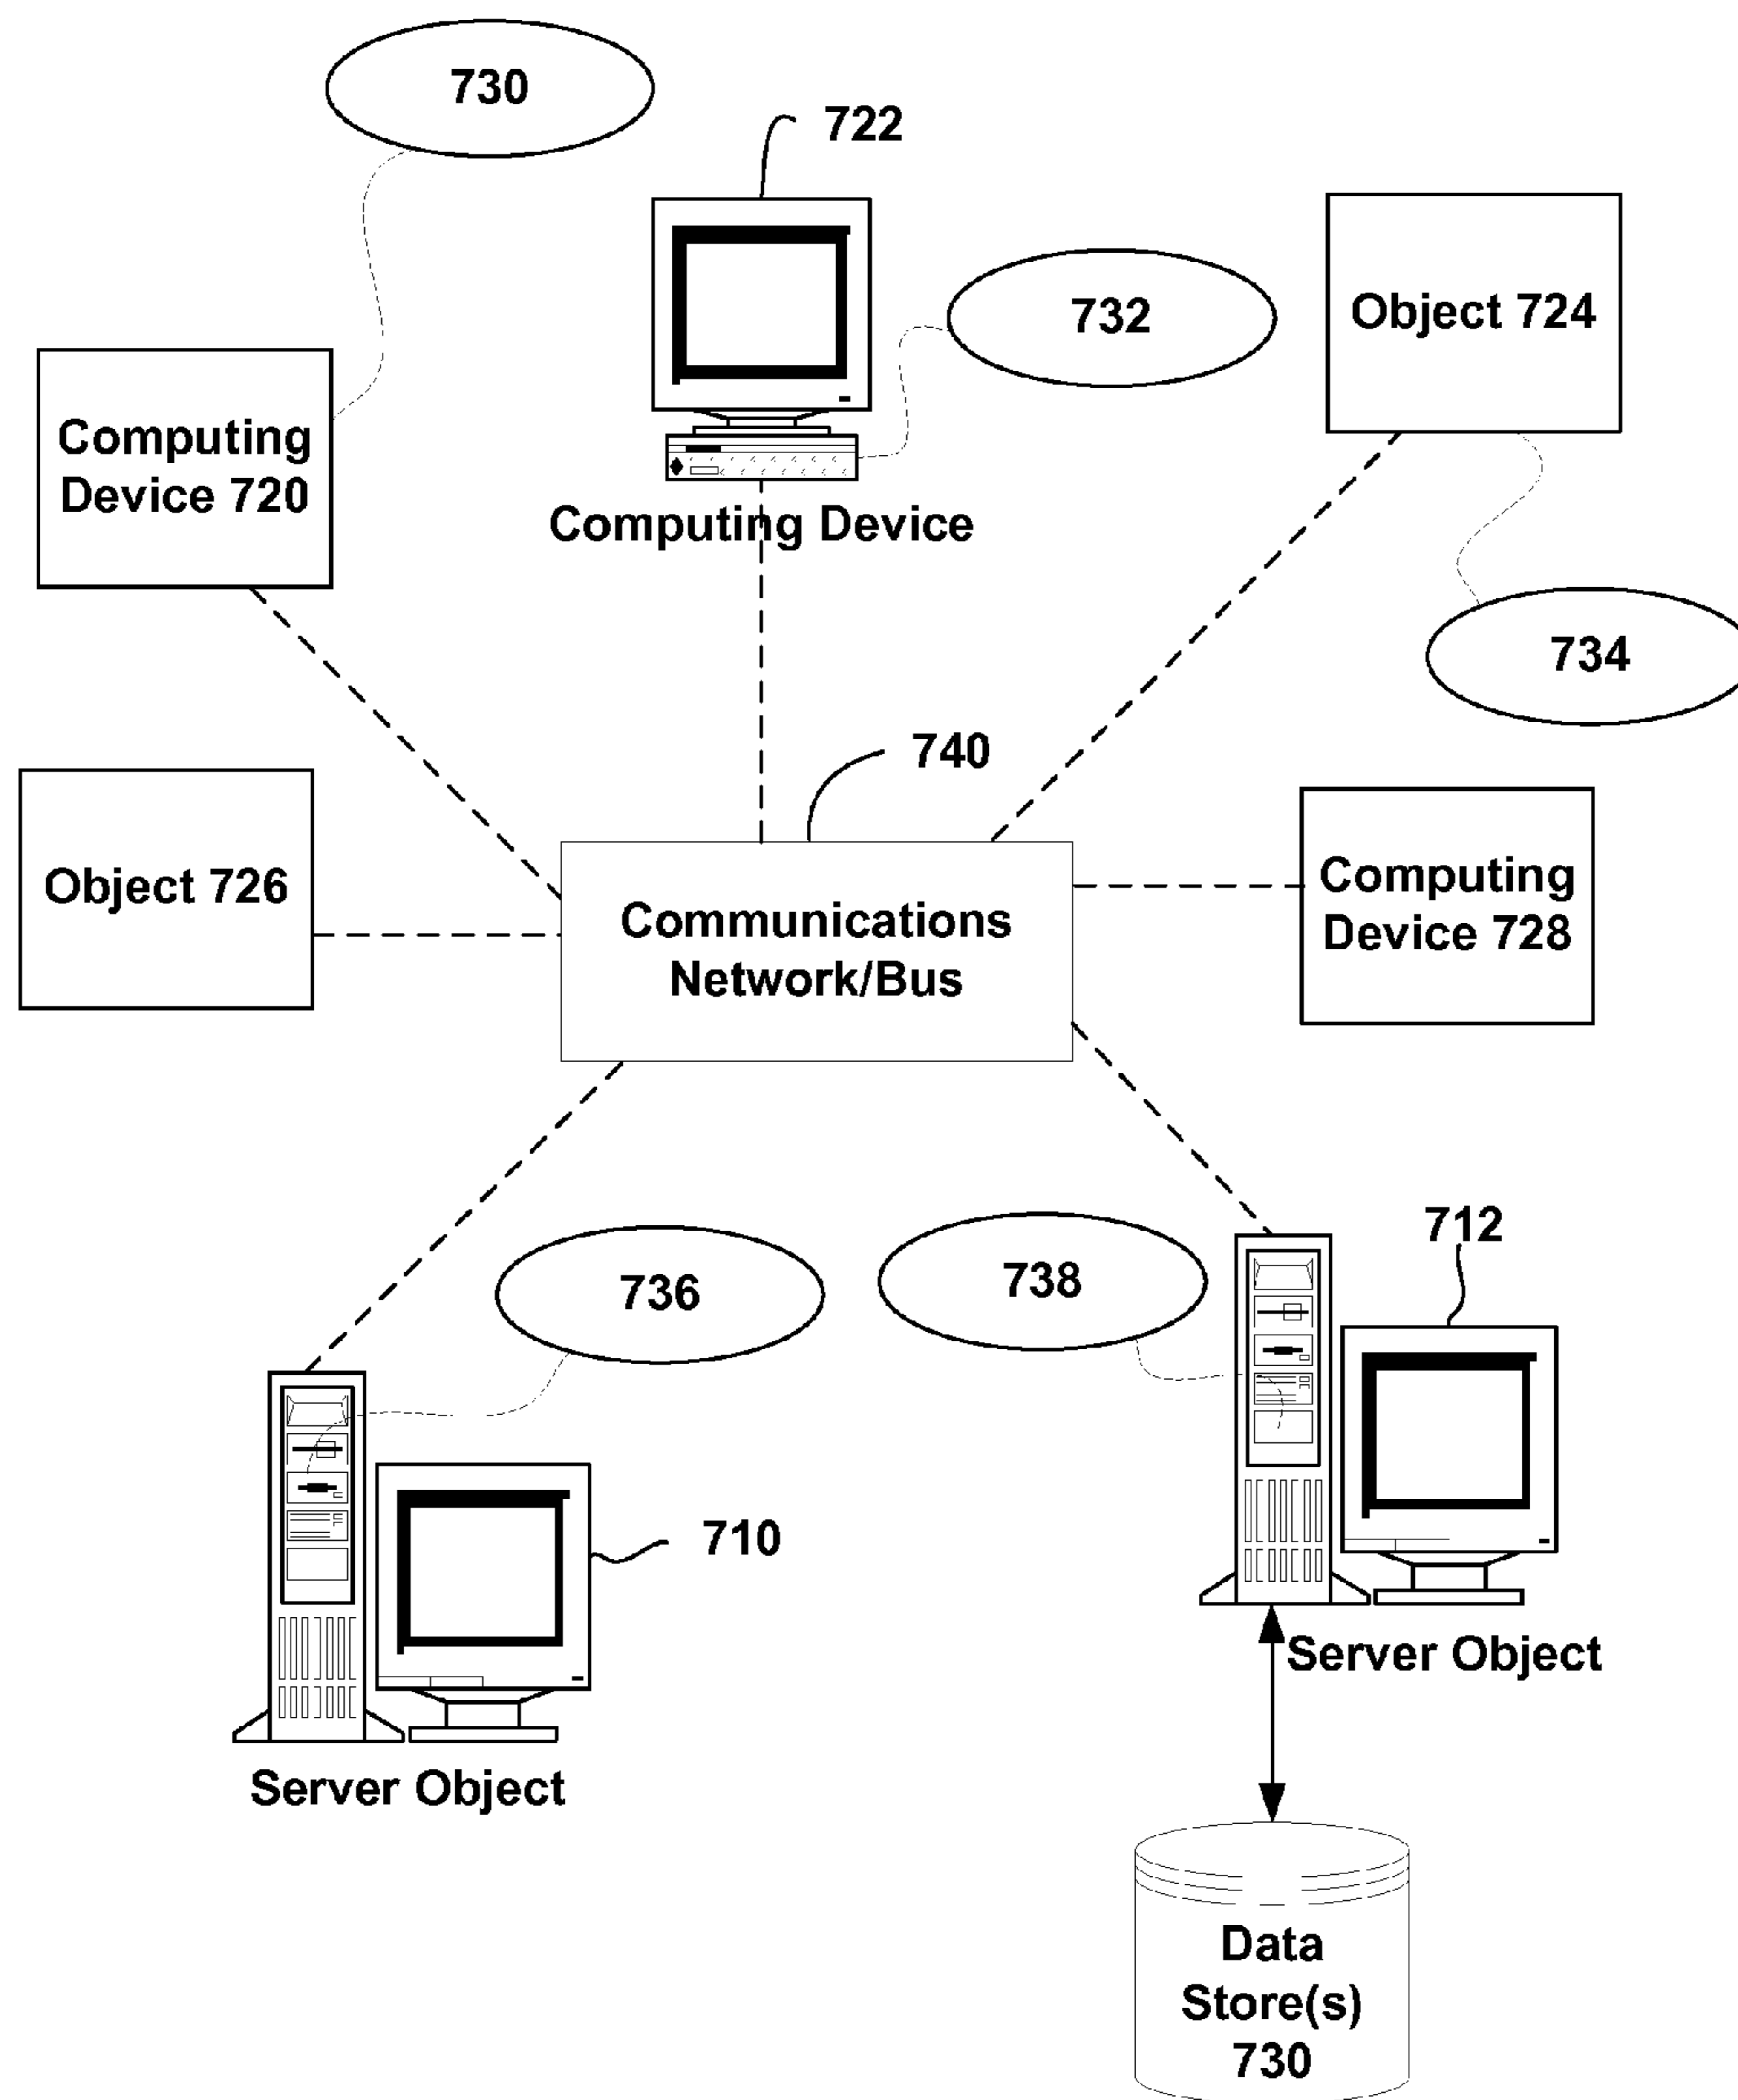 730
722
732
Object 724
Computing
Device 720
Computing Device
734
740
Object 726
Communications
Network/Bus
Computing
Device 728
736
738
712
710
Server Object
Server Object
Data
Store(s)
730